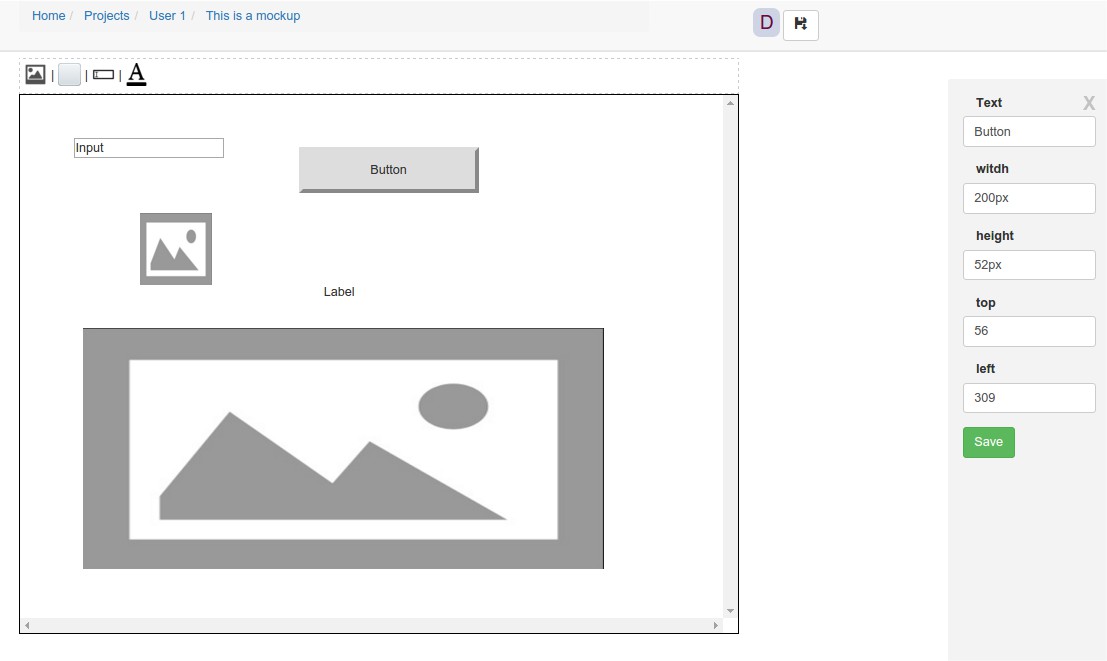 Home / Projects / User 1 / This is a mockup
D
| | | A
Text X
Button
witdh
200px
height
52px
top
56
left
309
Save
Input
Button
Label